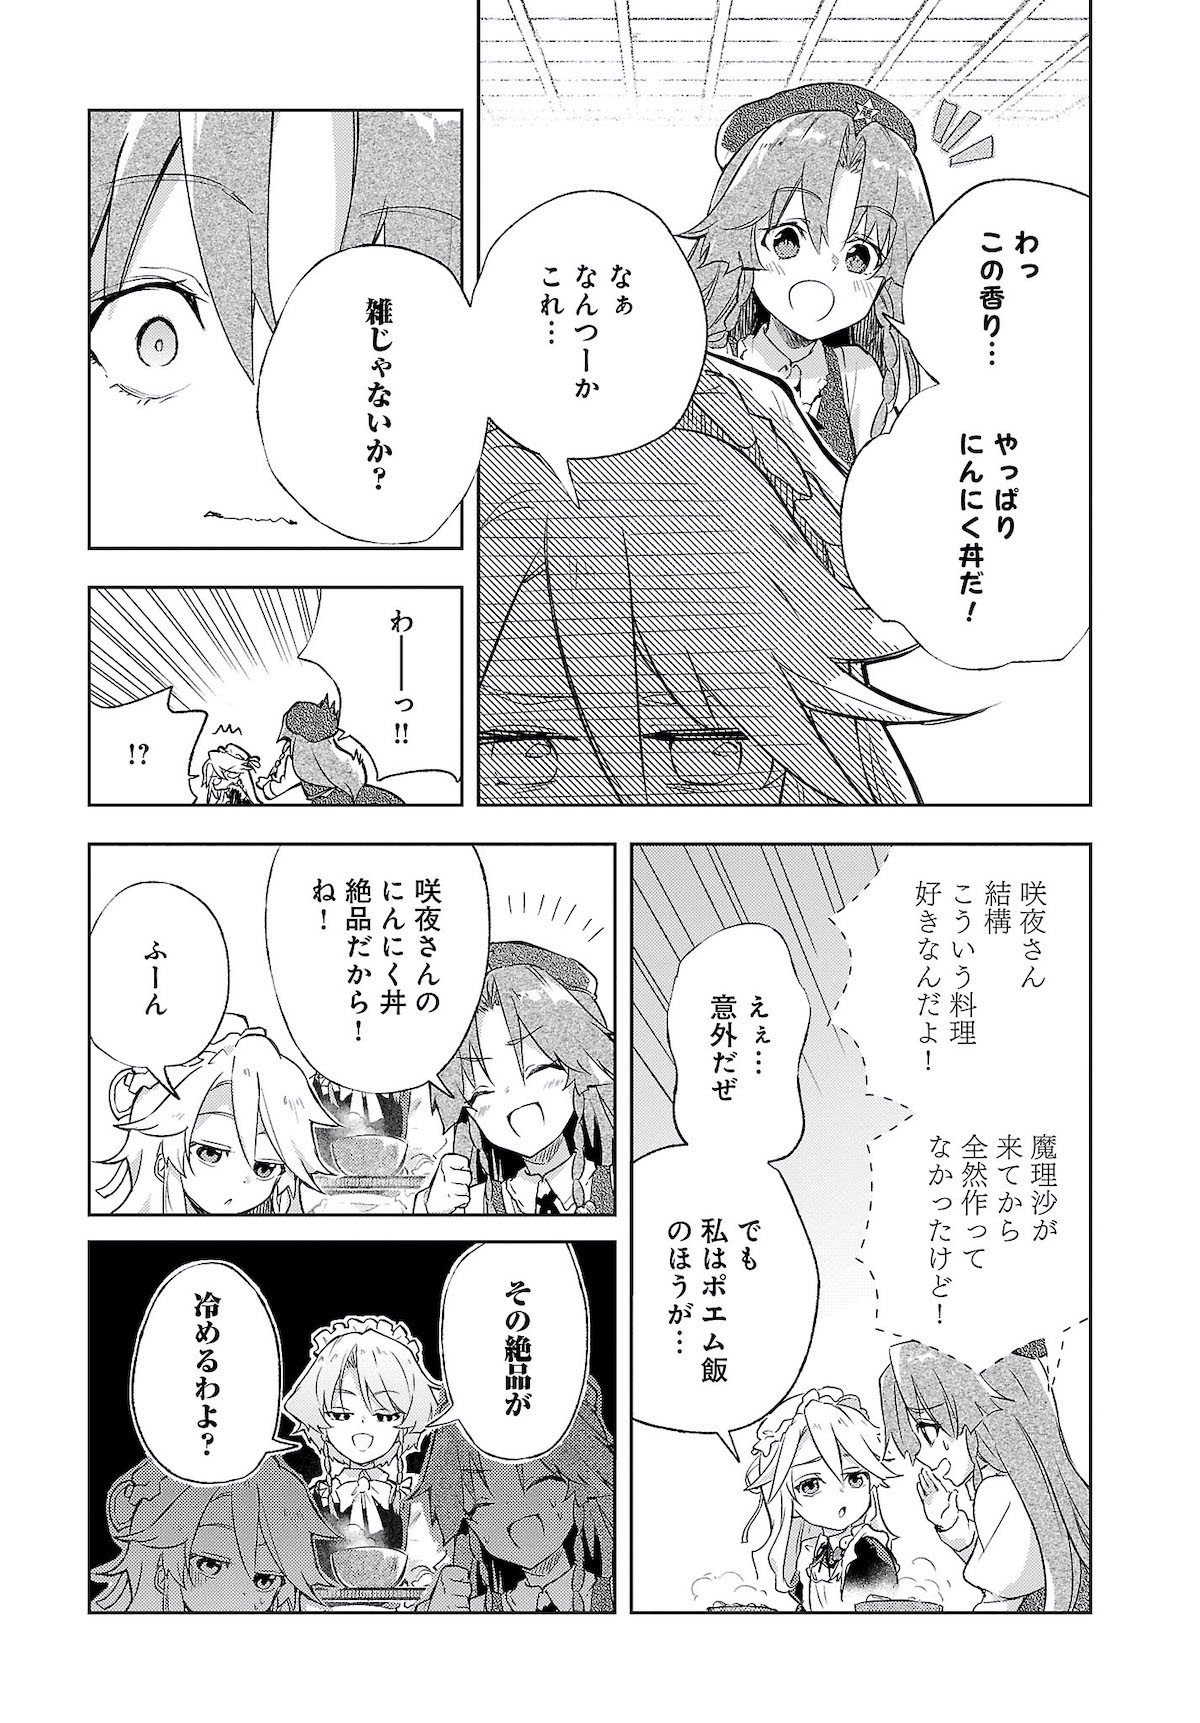 わっ
この香り…
やっぱり
にんにく丼だ！
なぁ
なんつーか
これ…
雑じゃないか？
わーーっ!!
!?
咲夜さん
結構
こういう料理
好きなんだよ！
魔理沙が
来てから
全然作って
なかったけど！
えぇ…
意外だぜ
でも
私はポエム飯
のほうが…
咲夜さんの
にんにく丼
絶品だから！
ね！
ふーん
その絶品が
冷めるわよ？